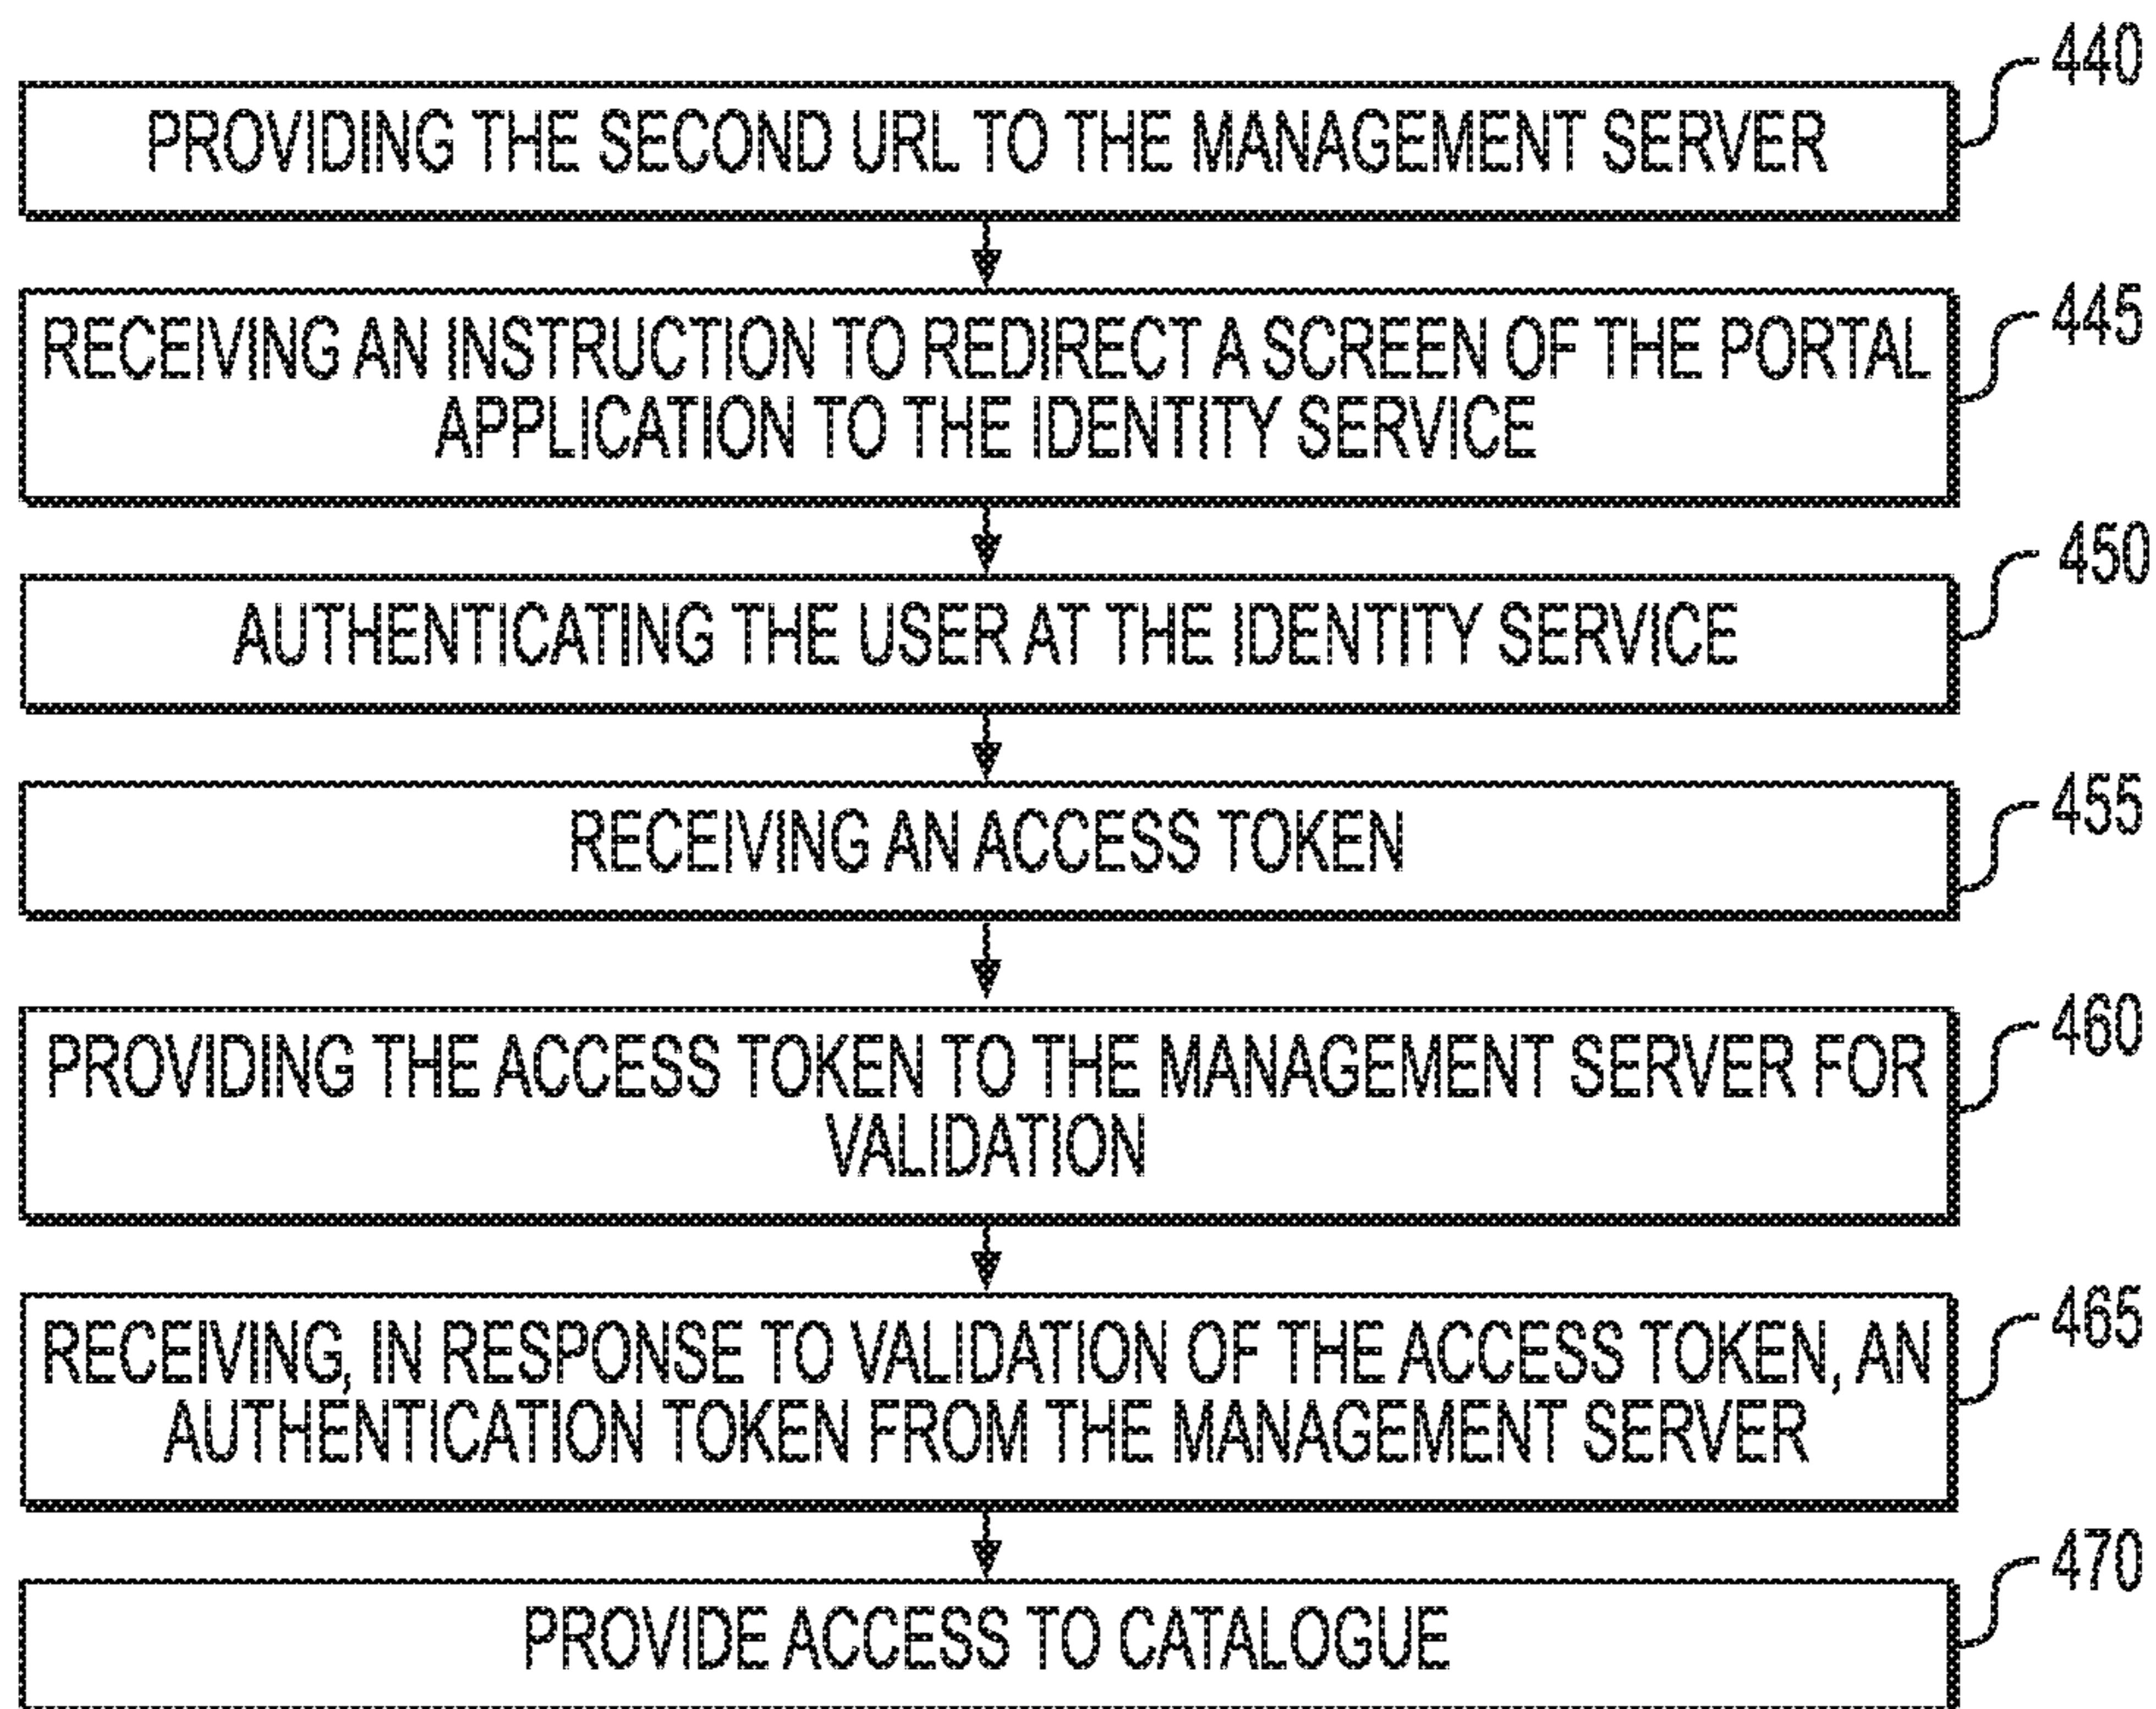 440
PROVIDING THE SECOND URL TO THE MANAGEMENT SERVER
445
RECEIVING AN INSTRUCTION TO REDIRECT A SCREEN OF THE PORTAL
APPLICATION TO THE IDENTITY SERVICE
450
AUTHENTICATING THE USER AT THE IDENTITY SERVICE
455
RECEIVING AN ACCESS TOKEN
460
PROVIDING THE ACCESS TOKEN TO THE MANAGEMENT SERVER FOR
VALIDATION
465
RECEIVING, IN RESPONSE TO VALIDATION OF THE ACCESS TOKEN, AN
AUTHENTICATION TOKEN FROM THE MANAGEMENT SERVER
470
PROVIDE ACCESS TO CATALOGUE